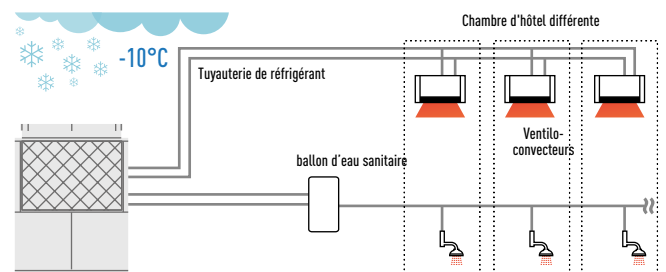 Chambre d'hôtel différente
-10°C
Tuyauterie de réfrigérant
Ventilo-
convecteurs
ballon d'eau sanitaire